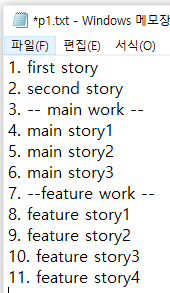 *p1.txt - Windows 메모장
파일(F) 편집(E) 서식(O)
1. first story
2. second story
3. -- main work --
4. main story1
5. main story2
6. main story3
7. --feature work --
8. feature story1
9. feature story2
10. feature story3
11. feature story4